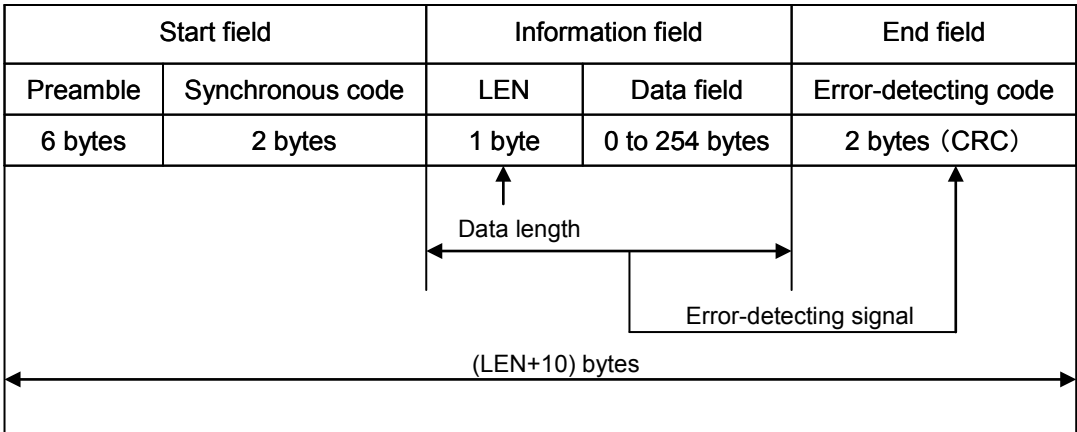 Start field Information field End field
Preamble Synchronous code LEN Data field Error-detecting code
6 bytes 2 bytes 1 byte 0 to 254 bytes 2 bytes（CRC）
Data length
Error-detecting signal
(LEN+10) bytes